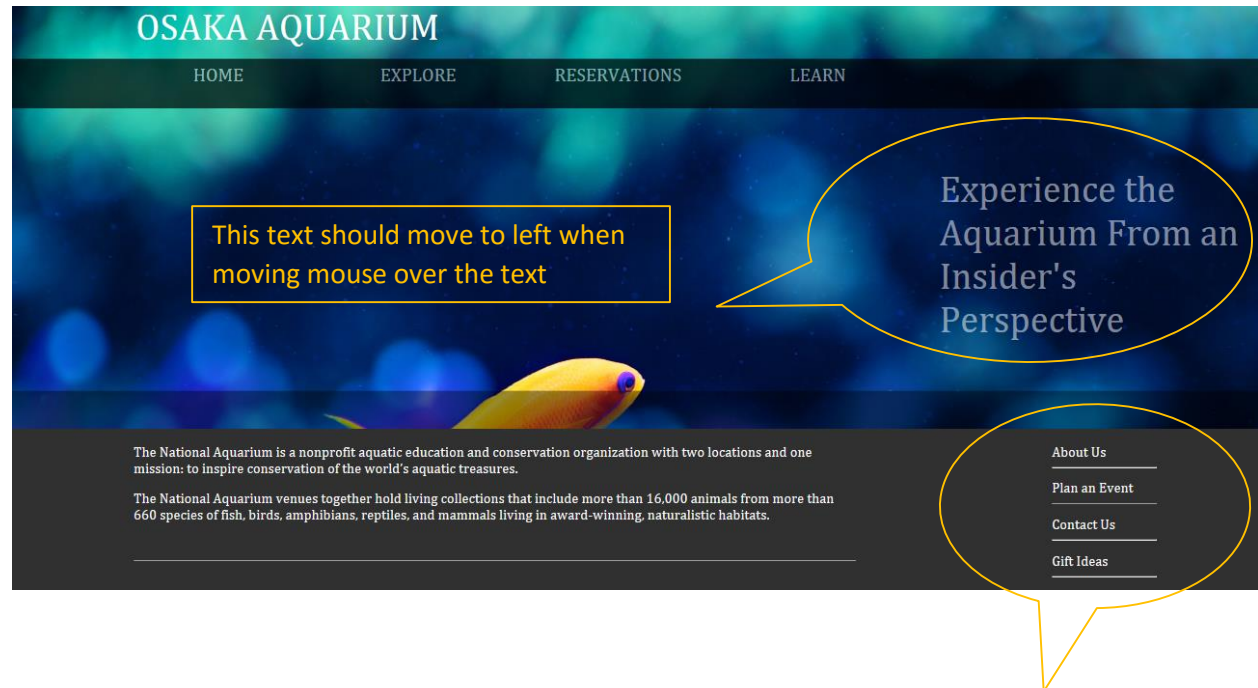 OSAKA AQUARIUM
HOME EXPLORE RESERVATIONS LEARN
Experience the
Aquarium From an
Insider's
Perspective
This text should move to left when
moving mouse over the text
The National Aquarium is a nonprofit aquatic education and conservation organization with two locations and one
mission: to inspire conservation of the world's aquatic treasures.
The National Aquarium venues together hold living collections that include more than 16,000 animals from more than
660 species of fish, birds, amphibians, reptiles, and mammals living in award-winning, naturalistic habitats.
About Us
Plan an Event
Contact Us
Gift Ideas